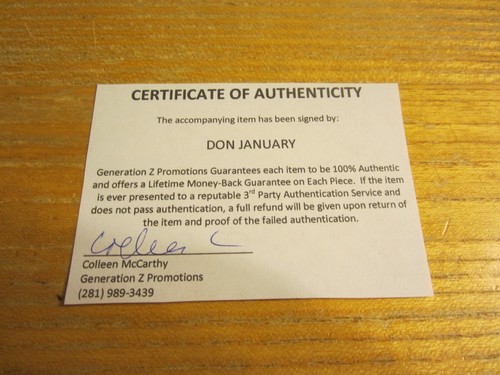 CERTIFICATE OF AUTHENTICITY
The accompanying item has been signed by:
DON JANUARY
Generation Z Promotions Guarantees each item to be 100% Authentic
and offers a Lifetime Money-Back Guarantee on Each Piece. If the item
is ever presented to a reputable 3rd Party Authentication Service and
does not pass authentication, a full refund will be given upon return of
the item and proof of the failed authentication.
Colleen C
Colleen McCarthy
Generation Z Promotions
(281) 989-3439